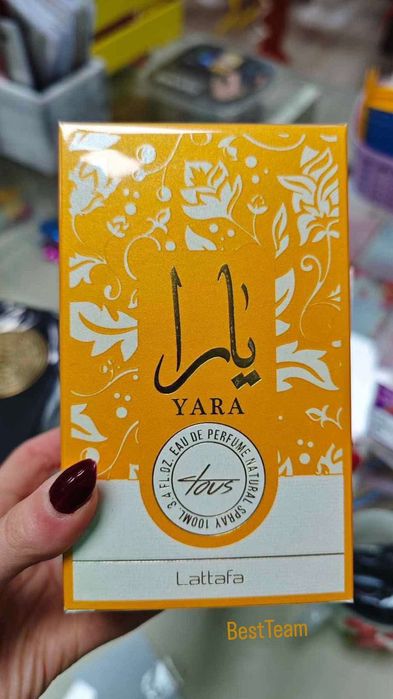 يارا
YARA
EAU DE PERFUME NATURAL SPRAY 100ML 3.4 FL.OZ.
Tous
Lattafa
BestTeam